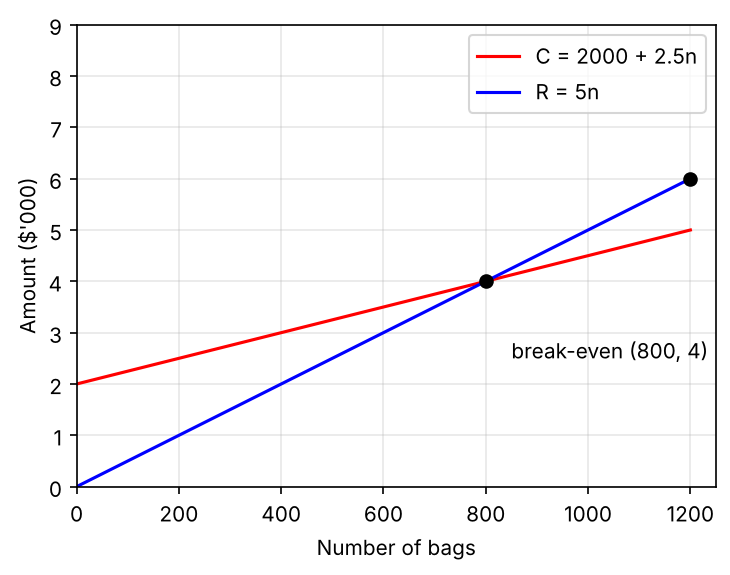 9
8
7
6
5
4
3
2
1
0
Amount ($'000)
C = 2000 + 2.5n
R = 5n
break-even (800, 4)
0 200 400 600 800 1000 1200
Number of bags